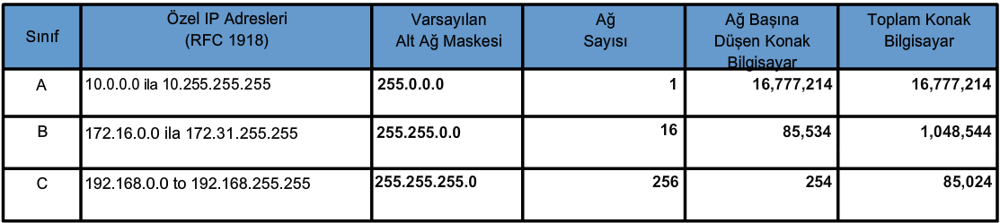 Sınıf
Özel IP Adresleri
(RFC 1918)
Varsayılan
Alt Ağ Maskesi
Ağ
Sayısı
Ağ Başına
Düşen Konak
Bilgisayar
Toplam Konak
Bilgisayar
A 10.0.0.0 ila 10.255.255.255 255.0.0.0 1 16,777,214 16,777,214
B 172.16.0.0 ila 172.31.255.255 255.255.0.0 16 85,534 1,048,544
C 192.168.0.0 to 192.168.255.255 255.255.255.0 256 254 85,024